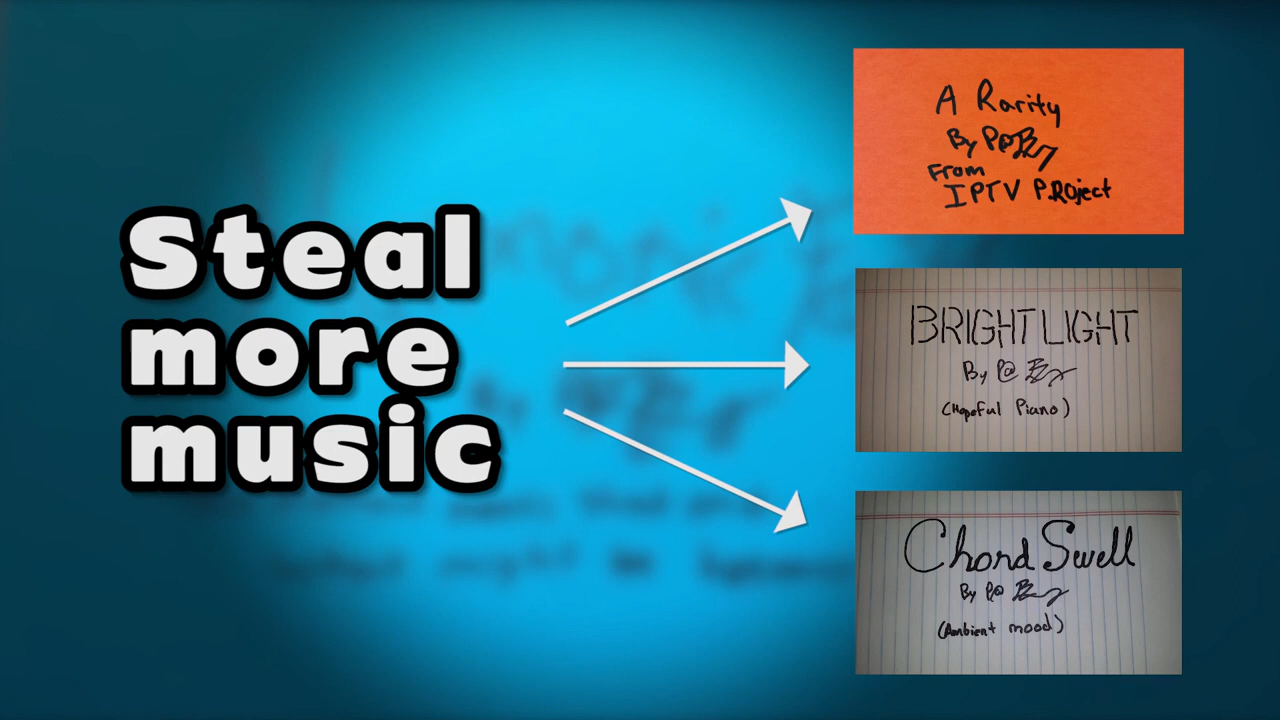 Steal
more
music
A Rarity
By P@
From
IPTV PROject
BRIGHT LIGHT
By P@
(Hopeful Piano)
Chord Swell
By P@
(Ambient mood)